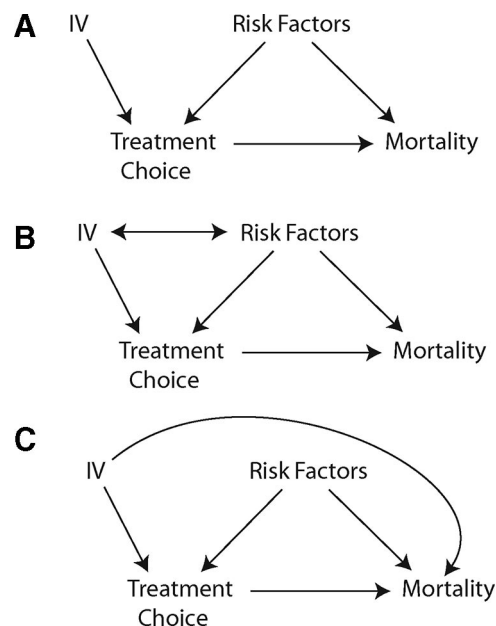 A
IV
Risk Factors
Treatment
Choice
Mortality
B
IV
Risk Factors
Treatment
Choice
Mortality
C
IV
Risk Factors
Treatment
Choice
Mortality